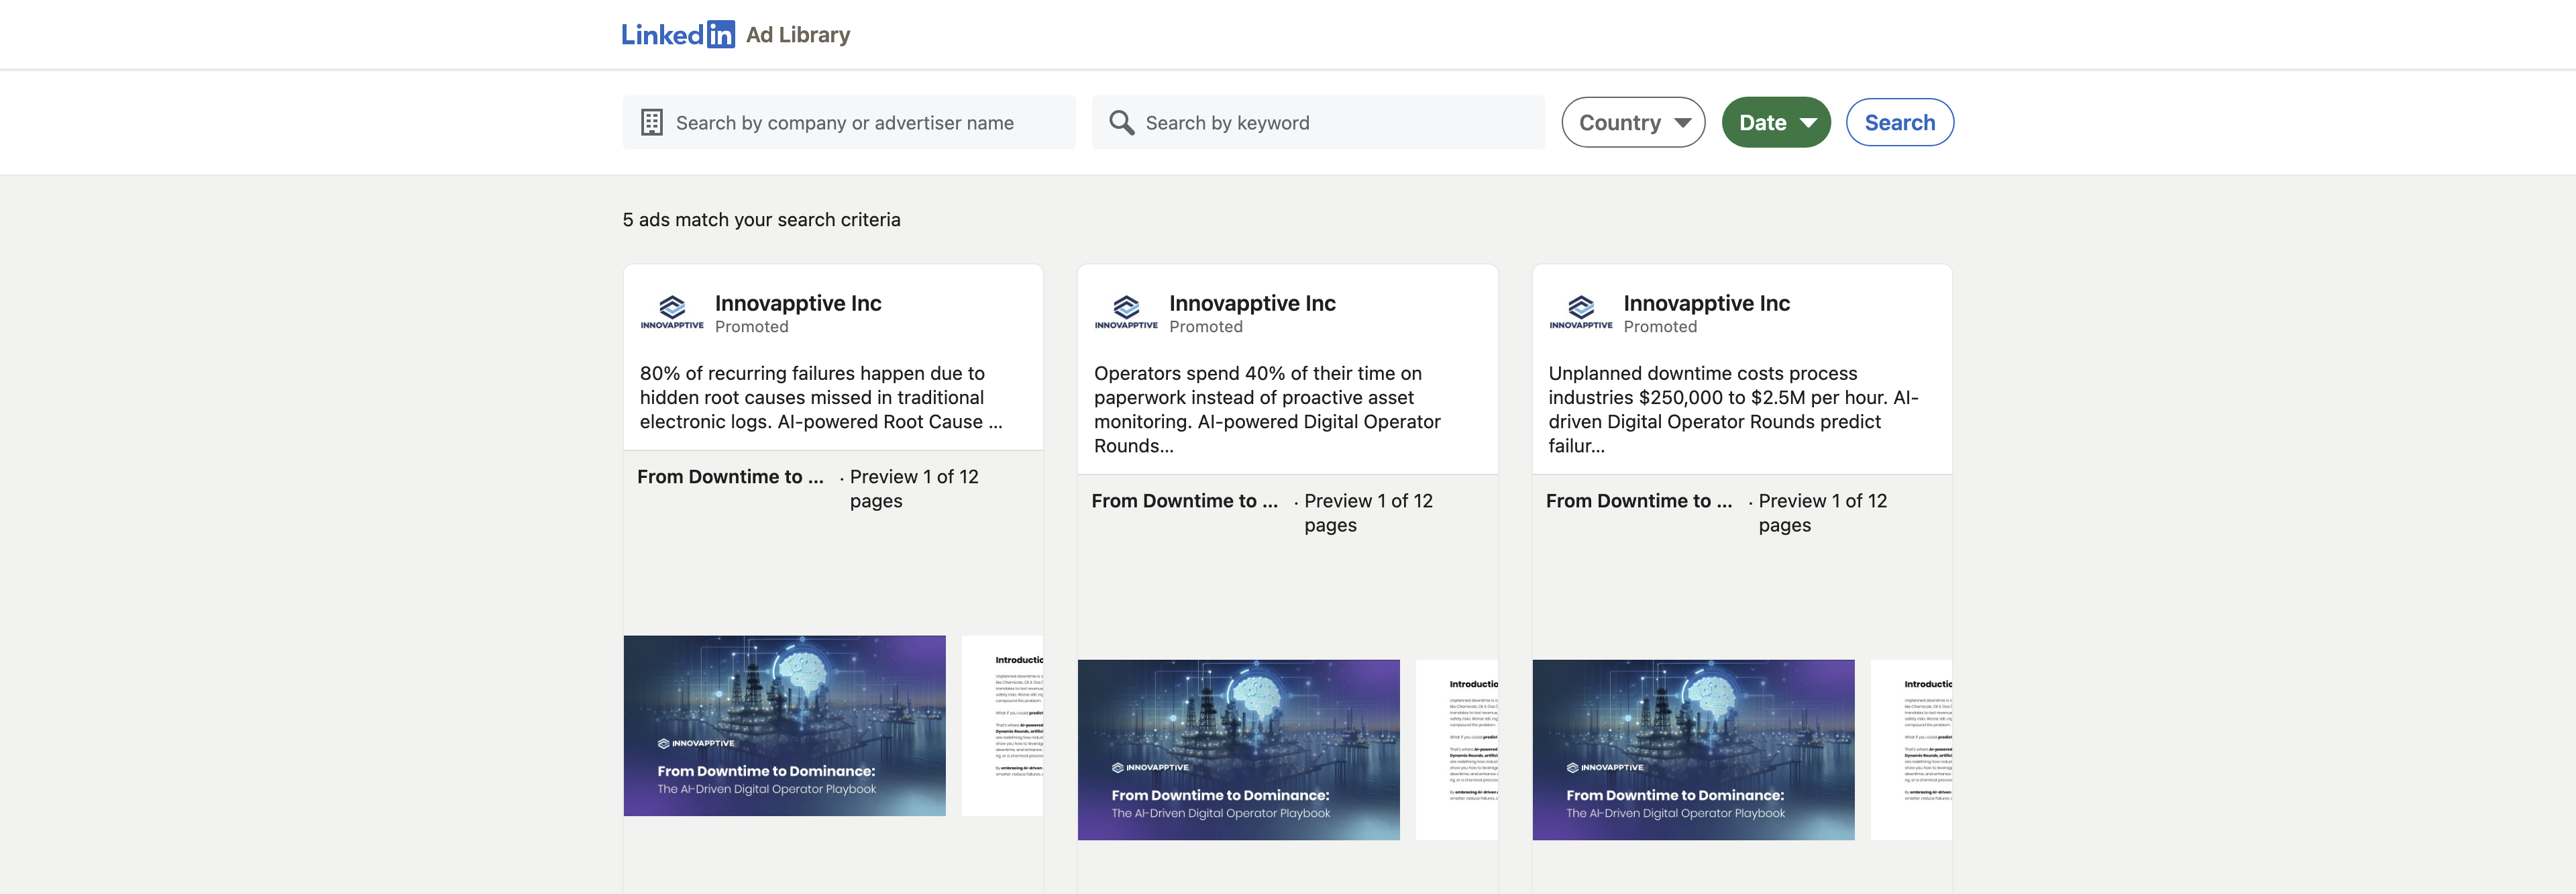 Linked in Ad Library
Search by company or advertiser name
Search by keyword
Country
Date
Search
5 ads match your search criteria
INNOVAPPTIVE
Innovapptive Inc
Promoted
80% of recurring failures happen due to
hidden root causes missed in traditional
electronic logs. AI-powered Root Cause ...
From Downtime to ... · Preview 1 of 12
pages
INNOVAPPTIVE
From Downtime to Dominance:
The AI-Driven Digital Operator Playbook
INNOVAPPTIVE
Innovapptive Inc
Promoted
Operators spend 40% of their time on
paperwork instead of proactive asset
monitoring. AI-powered Digital Operator
Rounds...
From Downtime to ... · Preview 1 of 12
pages
INNOVAPPTIVE
From Downtime to Dominance:
The AI-Driven Digital Operator Playbook
INNOVAPPTIVE
Innovapptive Inc
Promoted
Unplanned downtime costs process
industries $250,000 to $2.5M per hour. AI-
driven Digital Operator Rounds predict
failur...
From Downtime to ... · Preview 1 of 12
pages
INNOVAPPTIVE
From Downtime to Dominance:
The AI-Driven Digital Operator Playbook